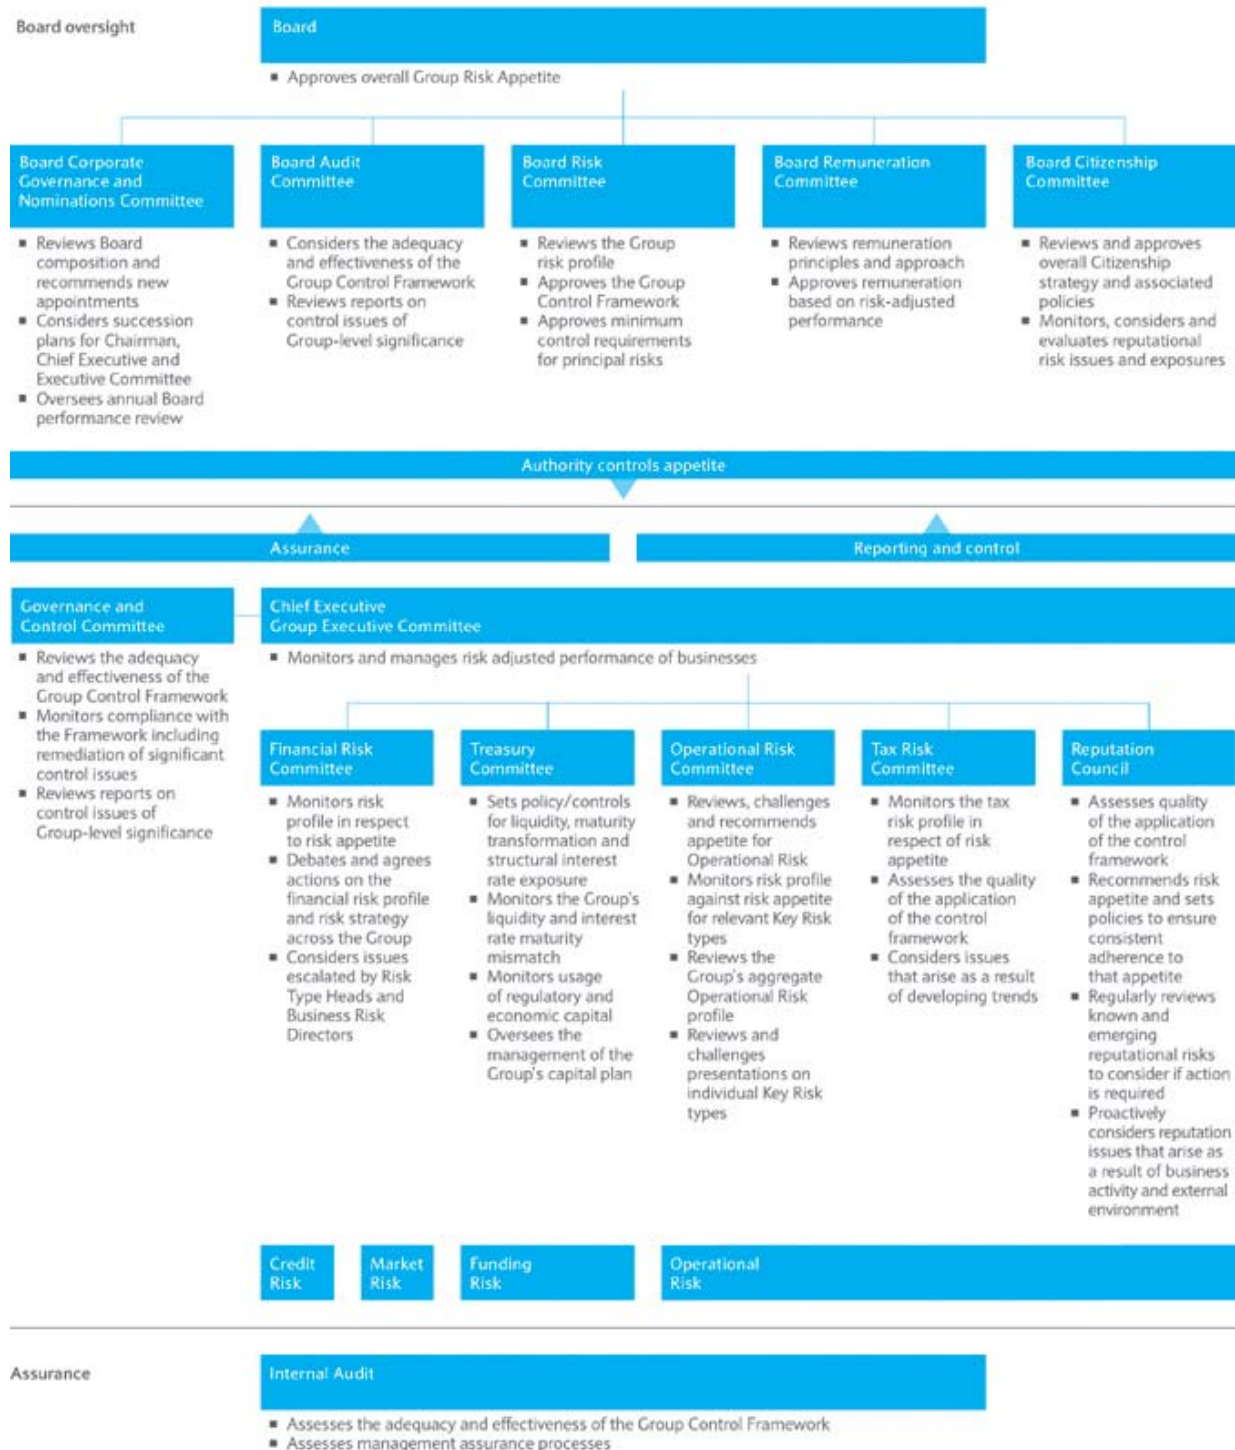 Board oversight
Board
■ Approves overall Group Risk Appetite
Board Corporate
Governance and
Nominations Committee
■ Reviews Board
composition and
recommends new
appointments
■ Considers succession
plans for Chairman,
Chief Executive and
Executive Committee
■ Oversees annual Board
performance review
Board Audit
Committee
■ Considers the adequacy
and effectiveness of the
Group Control Framework
■ Reviews reports on
control issues of
Group-level significance
Board Risk
Committee
■ Reviews the Group
risk profile
■ Approves the Group
Control Framework
■ Approves minimum
control requirements
for principal risks
Board Remuneration
Committee
■ Reviews remuneration
principles and approach
■ Approves remuneration
based on risk-adjusted
performance
Board Citizenship
Committee
■ Reviews and approves
overall Citizenship
strategy and associated
policies
■ Monitors, considers and
evaluates reputational
risk issues and exposures
Authority controls appetite
Assurance
Reporting and control
Governance and
Control Committee
■ Reviews the adequacy
and effectiveness of the
Group Control Framework
■ Monitors compliance with
the Framework including
remediation of significant
control issues
■ Reviews reports on
control issues of
Group-level significance
Chief Executive
Group Executive Committee
■ Monitors and manages risk adjusted performance of businesses
Financial Risk
Committee
■ Monitors risk
profile in respect
to risk appetite
■ Debates and agrees
actions on the
financial risk profile
and risk strategy
across the Group
■ Considers issues
escalated by Risk
Type Heads and
Business Risk
Directors
Treasury
Committee
■ Sets policy/controls
for liquidity, maturity
transformation and
structural interest
rate exposure
■ Monitors the Group's
liquidity and interest
rate maturity
mismatch
■ Monitors usage
of regulatory and
economic capital
■ Oversees the
management of the
Group's capital plan
Operational Risk
Committee
■ Reviews, challenges
and recommends
appetite for
Operational Risk
■ Monitors risk profile
against risk appetite
for relevant Key Risk
types
■ Reviews the
Group's aggregate
Operational Risk
profile
■ Reviews and
challenges
presentations on
individual Key Risk
types
Tax Risk
Committee
■ Monitors the tax
risk profile in
respect of risk
appetite
■ Assesses the quality
of the application
of the control
framework
■ Considers issues
that arise as a result
of developing trends
Reputation
Council
■ Assesses quality
of the application
of the control
framework
■ Recommends risk
appetite and sets
policies to ensure
consistent
adherence to
that appetite
■ Regularly reviews
known and
emerging
reputational risks
to consider if action
is required
■ Proactively
considers reputation
issues that arise as
a result of business
activity and external
environment
Credit
Risk
Market
Risk
Funding
Risk
Operational
Risk
Assurance
Internal Audit
■ Assesses the adequacy and effectiveness of the Group Control Framework
■ Assesses management assurance processes